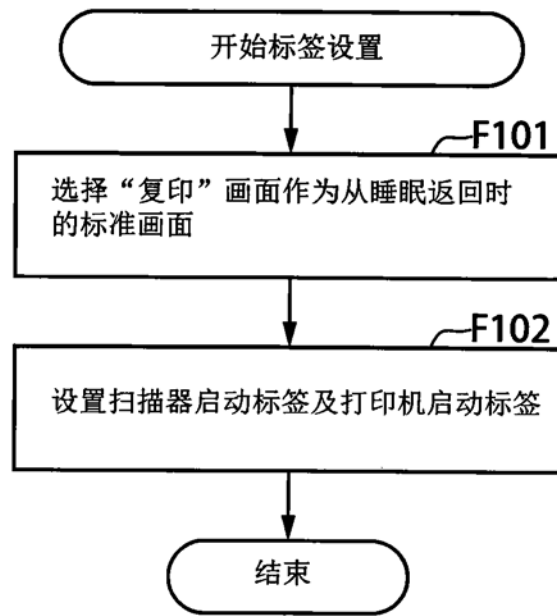 开始标签设置
F101
选择“复印”画面作为从睡眠返回时
的标准画面
F102
设置扫描器启动标签及打印机启动标签
结束